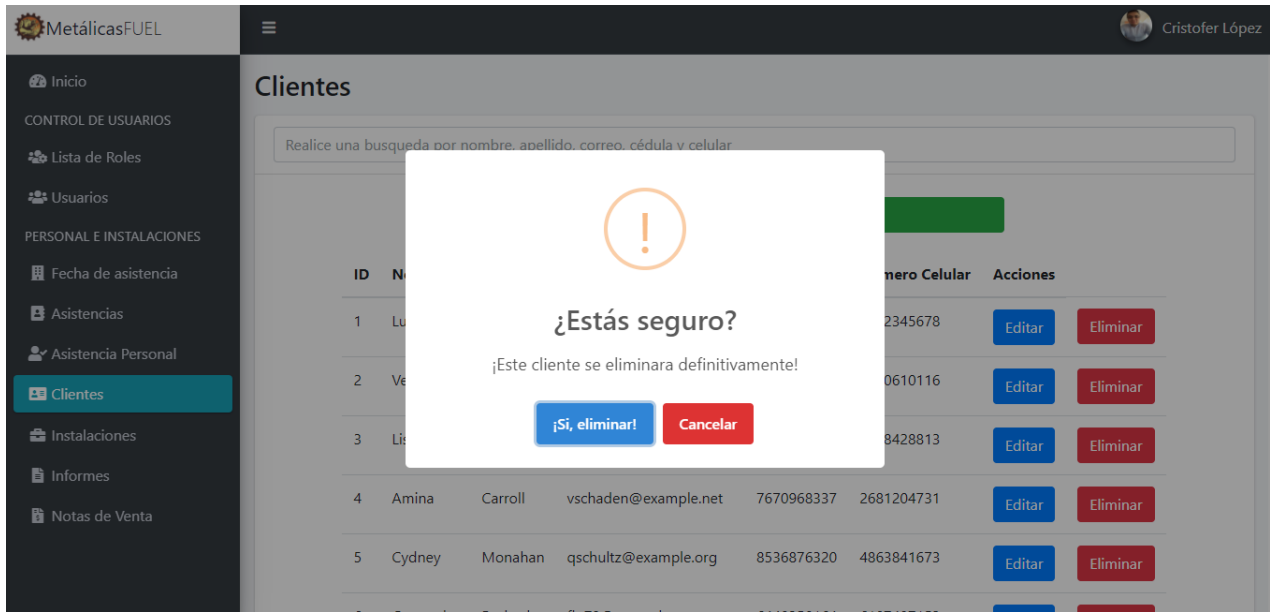 MetálicasFUEL
Cristofer López
Inicio
CONTROL DE USUARIOS
Lista de Roles
Usuarios
PERSONAL E INSTALACIONES
Fecha de asistencia
Asistencias
Asistencia Personal
Clientes
Instalaciones
Informes
Notas de Venta
Clientes
Realice una busqueda por nombre, apellido, correo, cédula y celular
ID Celular Acciones
1 Editar Eliminar
2 Editar Eliminar
3 Editar Eliminar
4 Amina Carroll vschaden@example.net 7670968337 2681204731 Editar Eliminar
5 Cydney Monahan qschultz@example.org 8536876320 4863841673 Editar Eliminar
!
¿Estás seguro?
¡Este cliente se eliminara definitivamente!
¡Si, eliminar! Cancelar